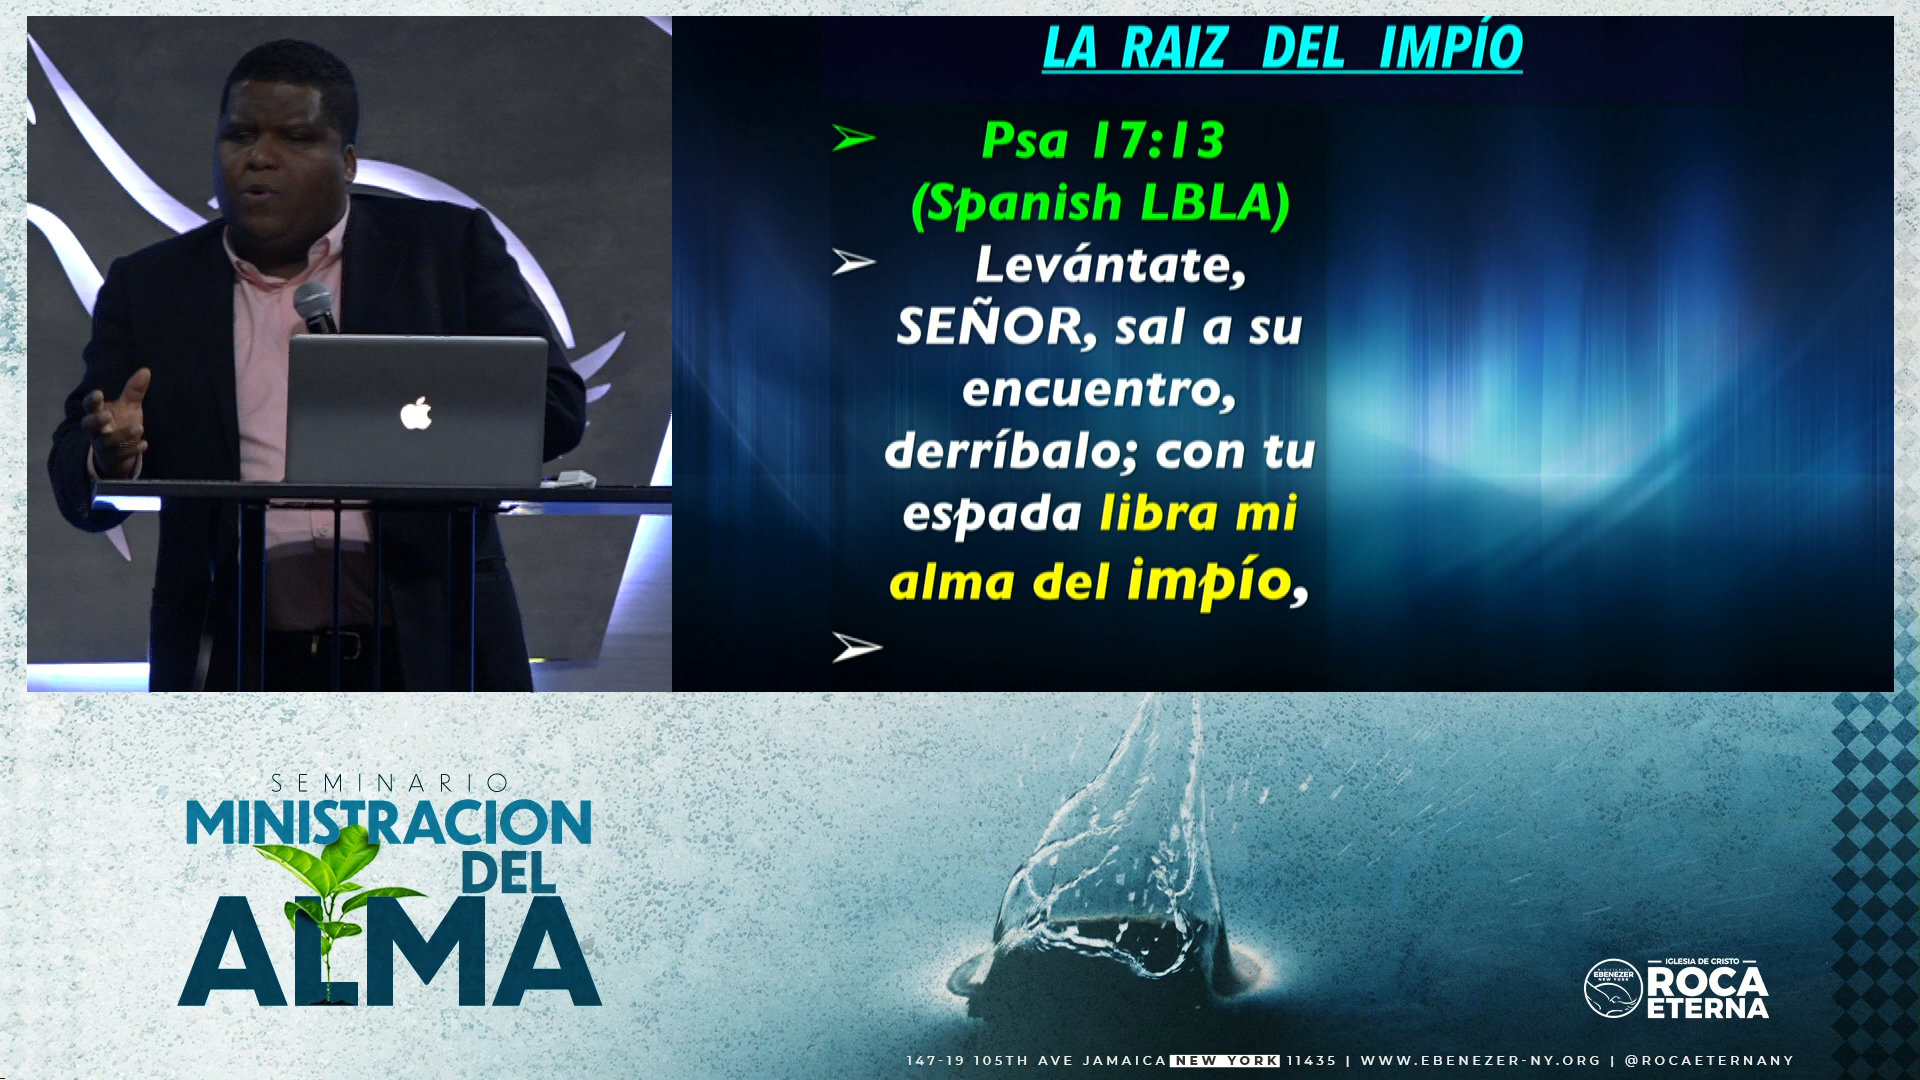 LA RAIZ DEL IMPÍO
Psa 17:13
(Spanish LBLA)
Levántate,
SEÑOR, sal a su
encuentro,
derríbalo; con tu
espada libra mi
alma del impío,
SEMINARIO
MINISTRACION
DEL
ALMA
IGLESIA DE CRISTO
ROCA
ETERNA
EBENEZER
NEW YORK
147-19 105TH AVE JAMAICA NEW YORK 11435 | WWW.EBENEZER-NY.ORG | @ROCAETERNANY